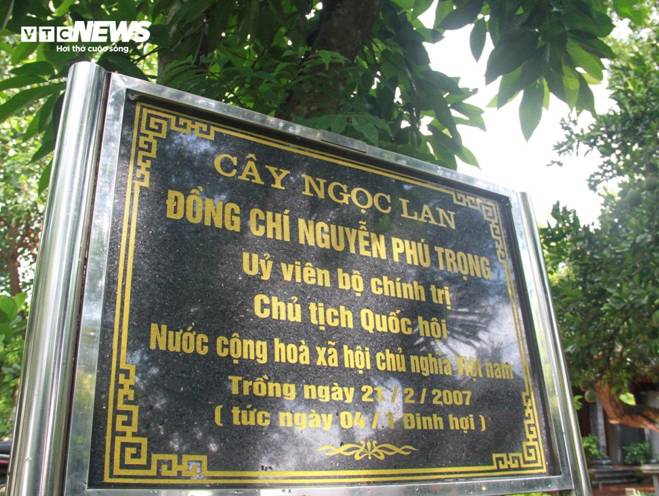 VTC NEWS
Hơi thở cuộc sống
CÂY NGỌC LAN
ĐỒNG CHÍ NGUYỄN PHÚ TRỌNG
Uỷ viên bộ chính trị
Chủ tịch Quốc hội
Nước cộng hoà xã hội chủ nghĩa Việt nam
Trồng ngày 21 / 2 / 2007
( tức ngày 04 / 1 Đinh hợi )